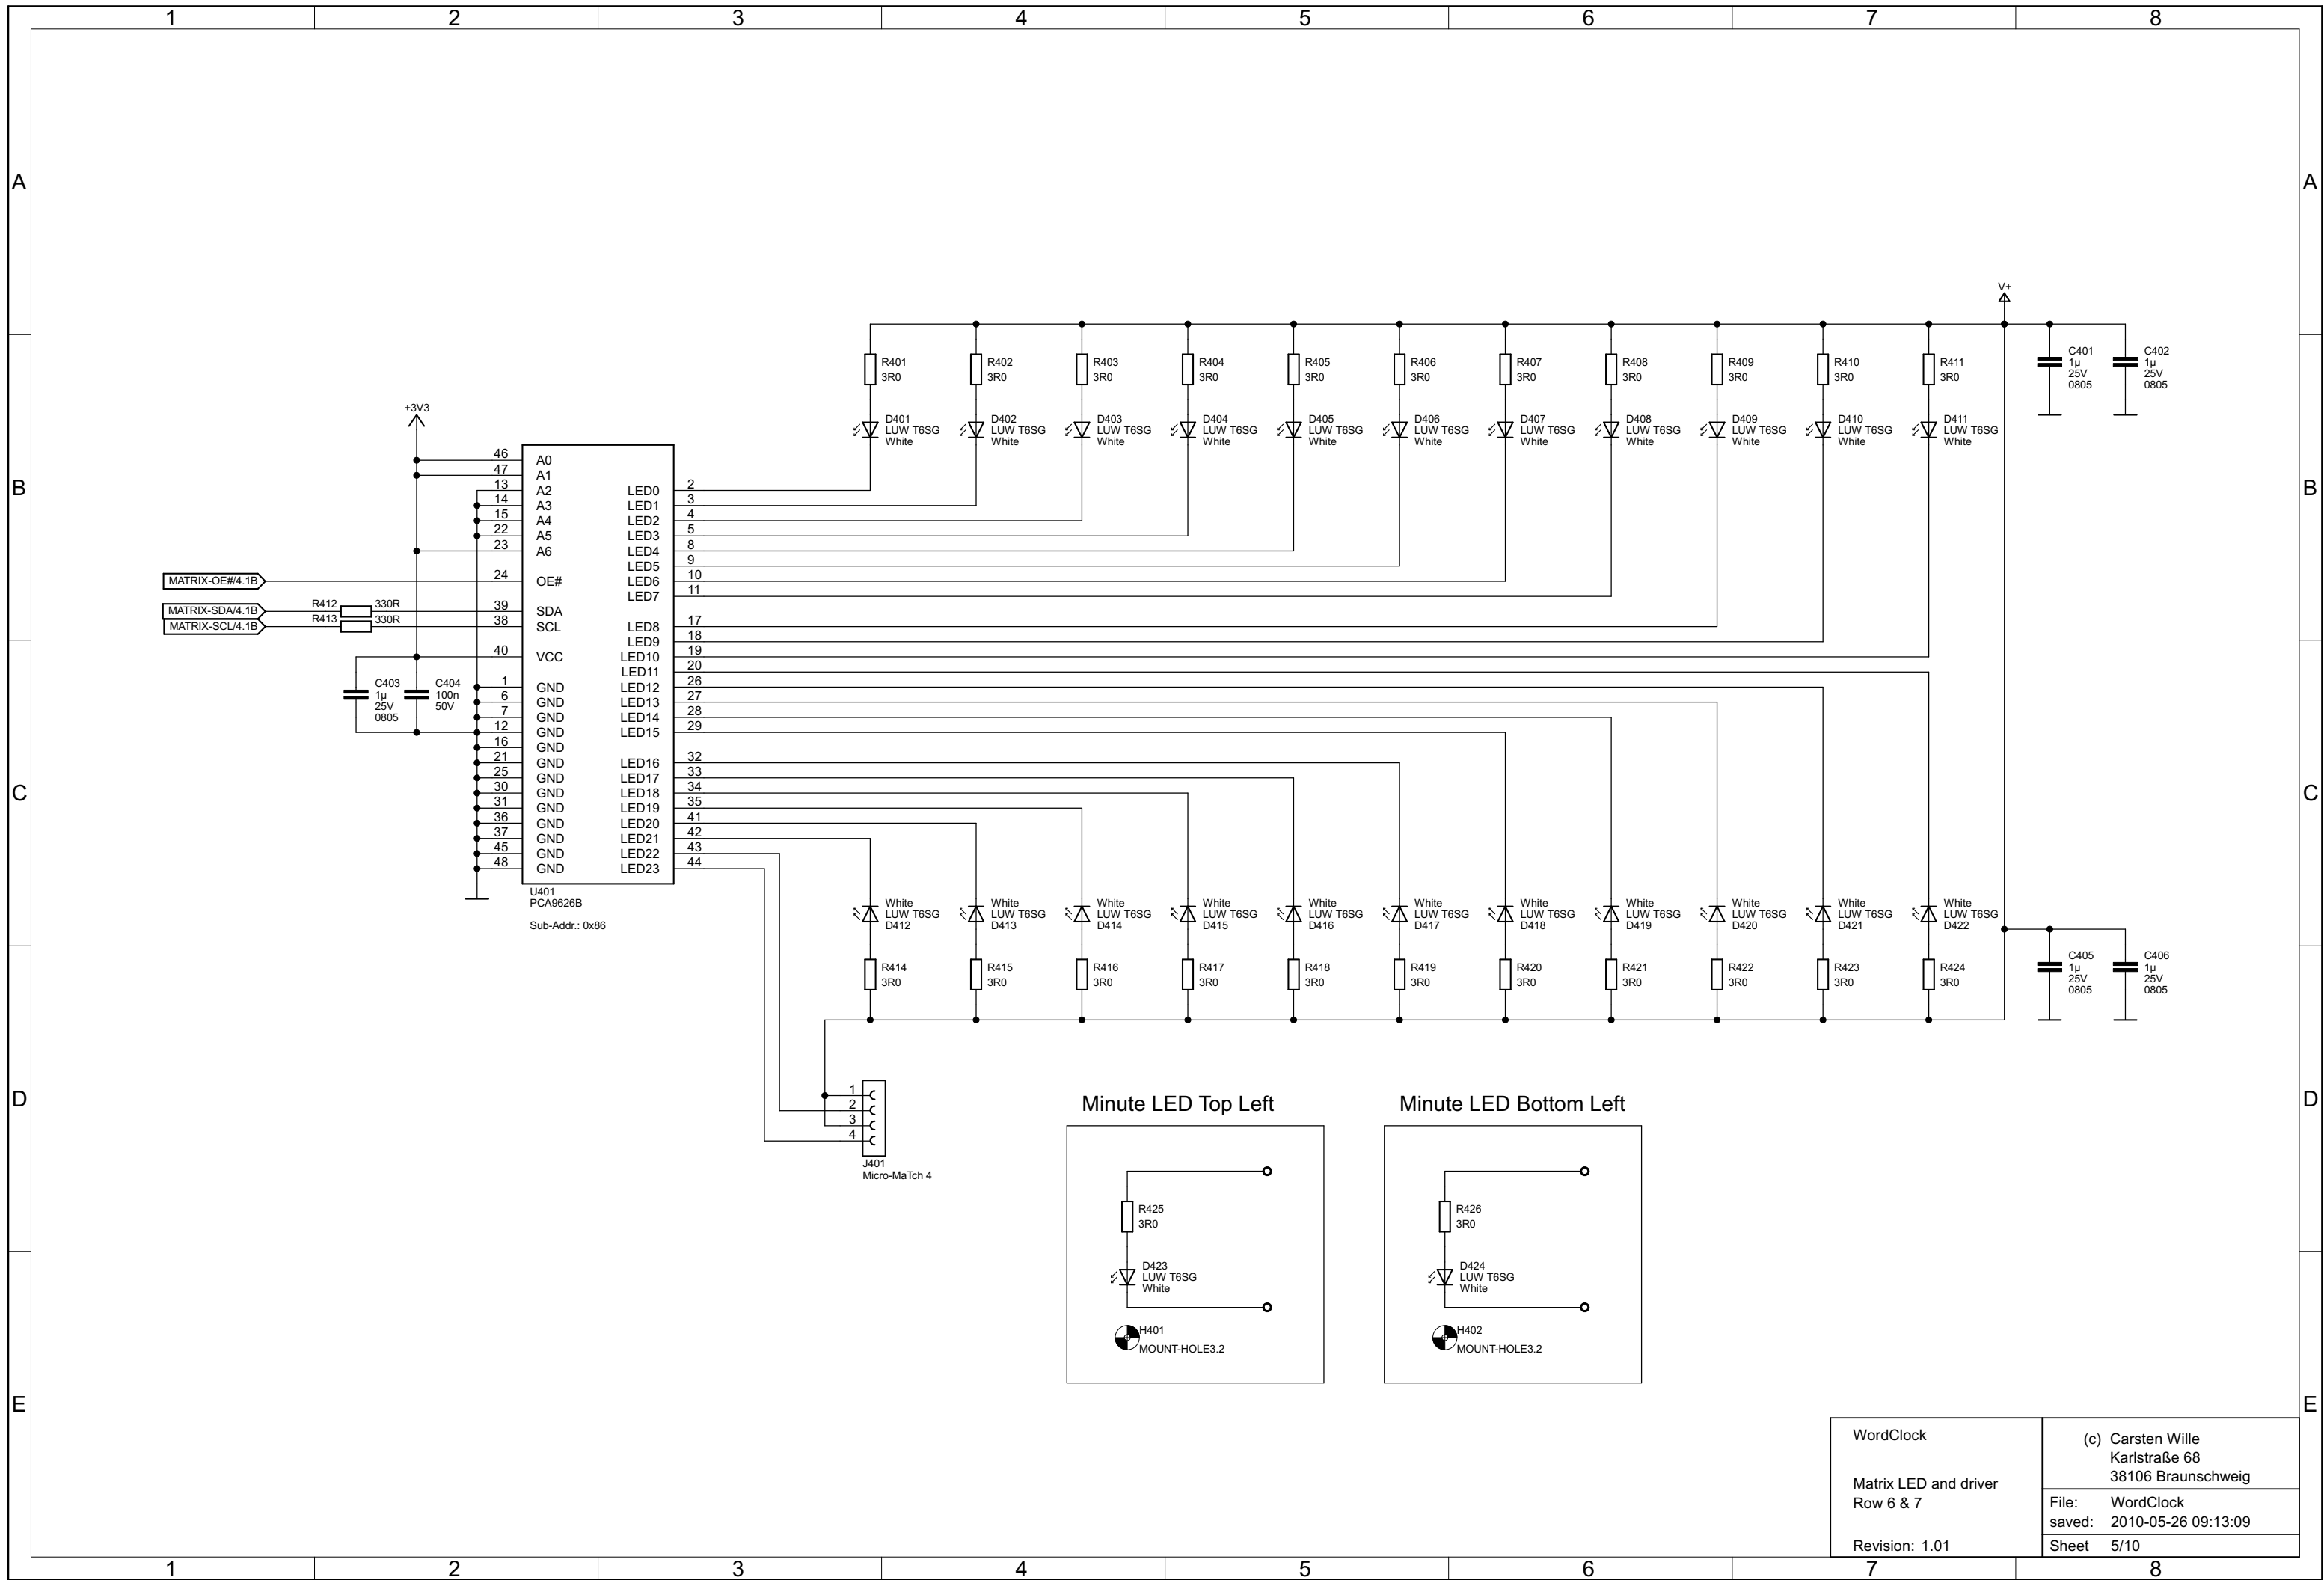 1 2 3 4 5 6 7 8
A A
V+
R401 R402 R403 R404 R405 R406 R407 R408 R409 R410 R411
3R0 3R0 3R0 3R0 3R0 3R0 3R0 3R0 3R0 3R0 3R0
C401 C402
1µ 1µ
25V 25V
0805 0805
+3V3
D401 D402 D403 D404 D405 D406 D407 D408 D409 D410 D411
LUW T6SG LUW T6SG LUW T6SG LUW T6SG LUW T6SG LUW T6SG LUW T6SG LUW T6SG LUW T6SG LUW T6SG LUW T6SG
White White White White White White White White White White White
B B
46 A0
47 A1
13 A2 LED0 2
14 A3 LED1 3
15 A4 LED2 4
22 A5 LED3 5
23 A6 LED4 8
LED5 9
MATRIX-OE#/4.1B 24 OE# LED6 10
LED7 11
MATRIX-SDA/4.1B R412 330R 39 SDA
MATRIX-SCL/4.1B R413 330R 38 SCL LED8 17
LED9 18
40 VCC LED10 19
LED11 20
C403 C404
1µ 100n
25V 50V
0805
1 GND LED12 26
6 GND LED13 27
7 GND LED14 28
12 GND LED15 29
16 GND
21 GND LED16 32
25 GND LED17 33
30 GND LED18 34
31 GND LED19 35
36 GND LED20 41
37 GND LED21 42
45 GND LED22 43
48 GND LED23 44
C C
U401
PCA9626B
Sub-Addr.: 0x86
White White White White White White White White White White White
LUW T6SG LUW T6SG LUW T6SG LUW T6SG LUW T6SG LUW T6SG LUW T6SG LUW T6SG LUW T6SG LUW T6SG LUW T6SG
D412 D413 D414 D415 D416 D417 D418 D419 D420 D421 D422
R414 R415 R416 R417 R418 R419 R420 R421 R422 R423 R424
3R0 3R0 3R0 3R0 3R0 3R0 3R0 3R0 3R0 3R0 3R0
C405 C406
1µ 1µ
25V 25V
0805 0805
D D
1
2
3
4
J401
Micro-MaTch 4
Minute LED Top Left
R425
3R0
D423
LUW T6SG
White
H401
MOUNT-HOLE3.2
Minute LED Bottom Left
R426
3R0
D424
LUW T6SG
White
H402
MOUNT-HOLE3.2
E E
WordClock
Matrix LED and driver
Row 6 & 7
Revision: 1.01
(c) Carsten Wille
Karlstraße 68
38106 Braunschweig
File: WordClock
saved: 2010-05-26 09:13:09
Sheet 5/10
1 2 3 4 5 6 7 8